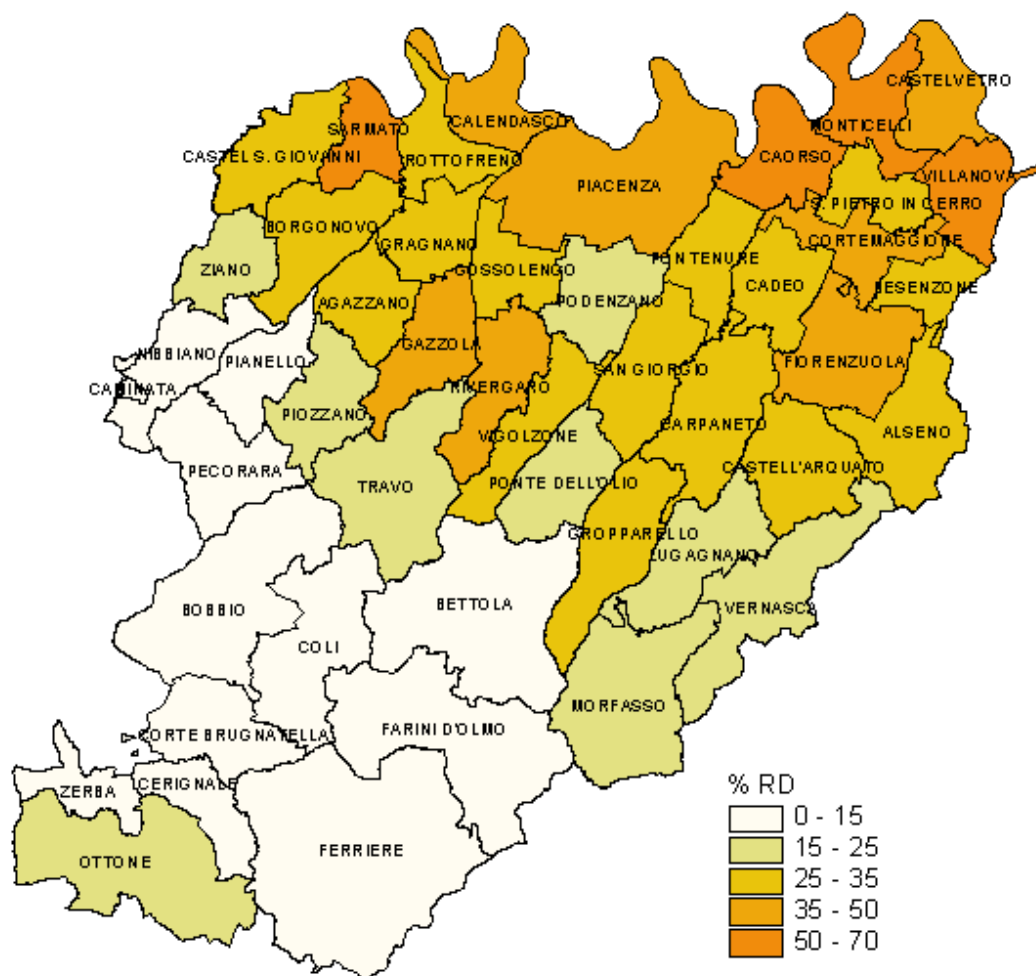 CASTELVETRO
CALENDASCO
MONTICELLI
SARMATO
CASTEL S. GIOVANNI
ROTTOFRENO
CAORSO
VILLANOVA
PIACENZA
S. PIETRO IN CERRO
BORGONOVO
GRAGNANO
CORTEMAGGIONE
ZIANO
GOSSOLENGO
PONTENURE
CADEO
BESENZONE
AGAZZANO
PODENZANO
GAZZOLA
NIBBIANO
PIANELLO
FIORENZUOLA
SAN GIORGIO
CAMINATA
RIVERGARO
PIOZZANO
VIGOLZONE
CARPANETO
ALSENO
PECORARA
CASTELL'ARQUATO
TRAVO
PONTE DELL'OLIO
GROPPARELLO
LUGAGNANO
BETTOLA
VERNASCA
BOBBIO
COLI
MORFASSO
CORTE BRUGNATELLA
FARINI D'OLMO
ZERBA
CERIGNALE
FERRIERE
OTTONE
% RD
0 - 15
15 - 25
25 - 35
35 - 50
50 - 70